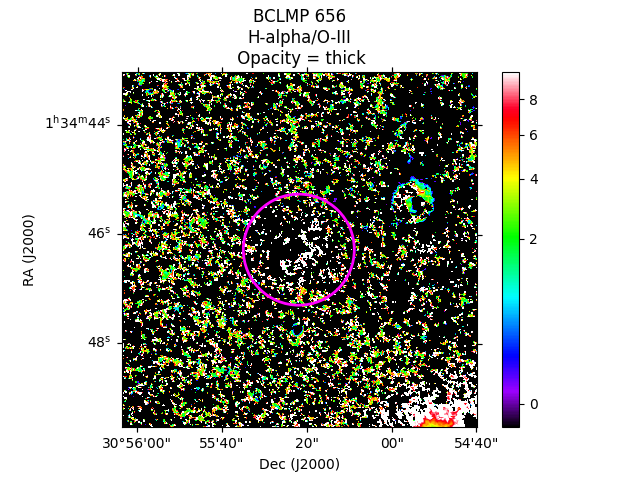 BCLMP 656
H-alpha/O-III
Opacity = thick
1ʰ34ᵐ44ˢ
46ˢ
48ˢ
RA (J2000)
30°56'00"
55'40"
20"
00"
54'40"
Dec (J2000)
8
6
4
2
0